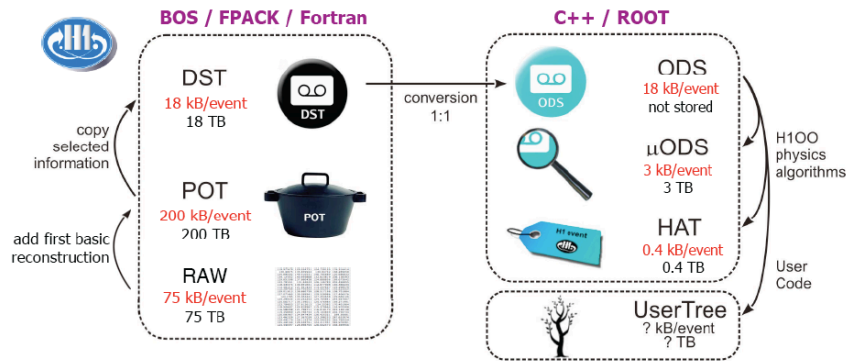 BOS / FPACK / Fortran
C++ / ROOT
H1
DST
18 kB/event
18 TB
DST
copy
selected
information
POT
200 kB/event
200 TB
POT
add first basic
reconstruction
RAW
75 kB/event
75 TB
conversion
1:1
ODS
ODS
18 kB/event
not stored
μODS
3 kB/event
3 TB
H1OO
physics
algorithms
H1 event
HAT
0.4 kB/event
0.4 TB
User
Code
UserTree
? kB/event
? TB